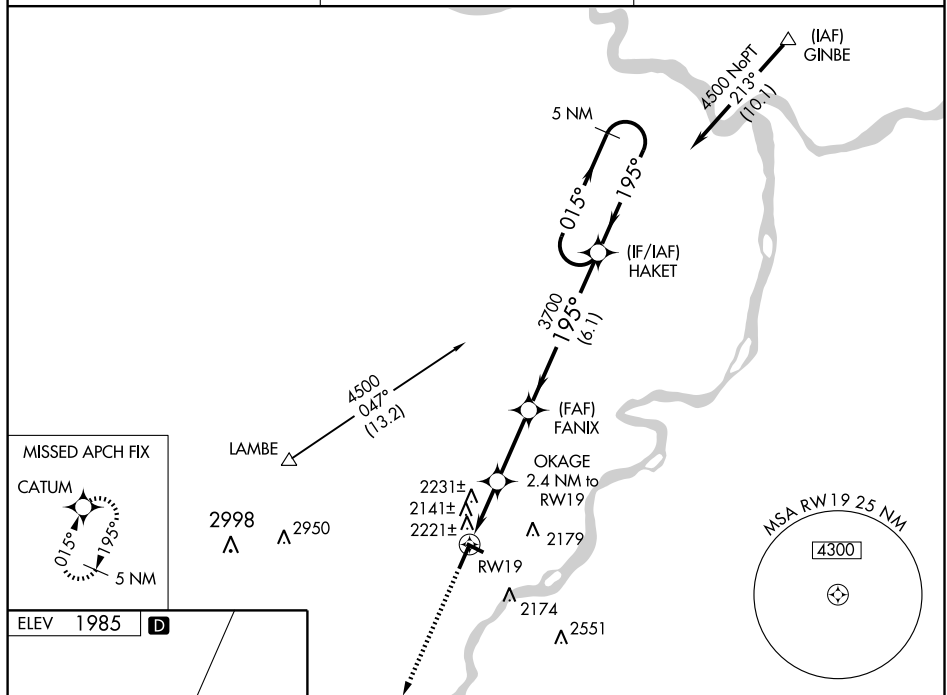 (IAF)
GINBE
4500 NoPT
213°
(10.1)
5 NM
015°
195°
(IF/IAF)
HAKET
3700
195°
(6.1)
4500
047°
(13.2)
LAMBE
(FAF)
FANIX
OKAGE
2.4 NM to
RW19
MISSED APCH FIX
CATUM
015°
195°
5 NM
2998
2950
2231±
2141±
2221±
2179
RW19
2174
2551
MSA RW19 25 NM
4300
ELEV 1985 D